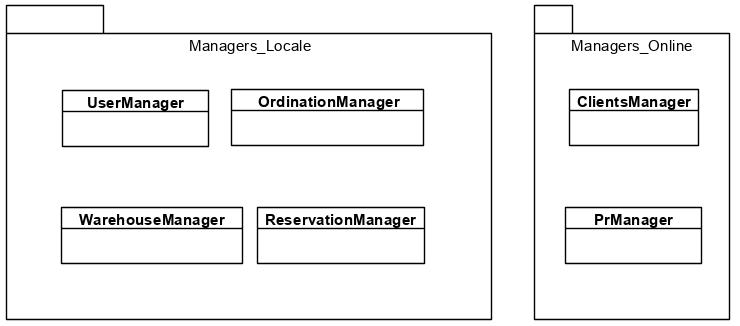 Managers_Locale
UserManager
OrdinationManager
WarehouseManager
ReservationManager
Managers_Online
ClientsManager
PrManager